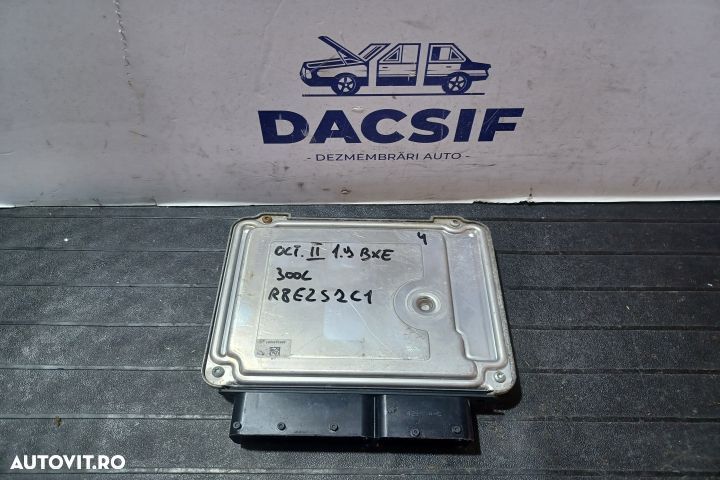 DACSIF
- DEZMEMBRĂRI AUTO -
4
OCT. II 1.9 BXE
300L
R8E2S2C1
AUTOVIT.RO